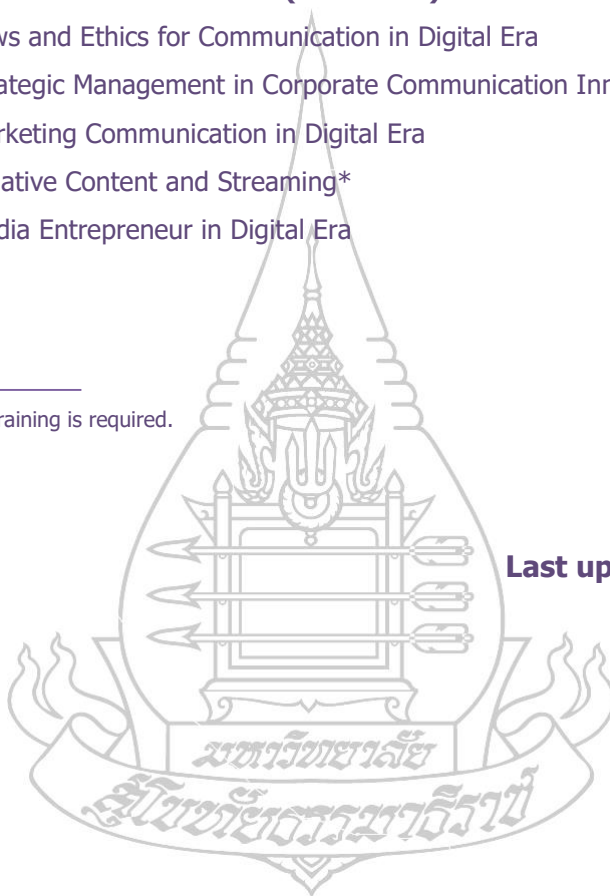 ws and Ethics for Communication in Digital Era
ategic Management in Corporate Communication Inn
rketing Communication in Digital Era
ative Content and Streaming*
dia Entrepreneur in Digital Era
raining is required.
Last up
มหาวิทยาลัย
สุโขทัยธรรมาธิราช